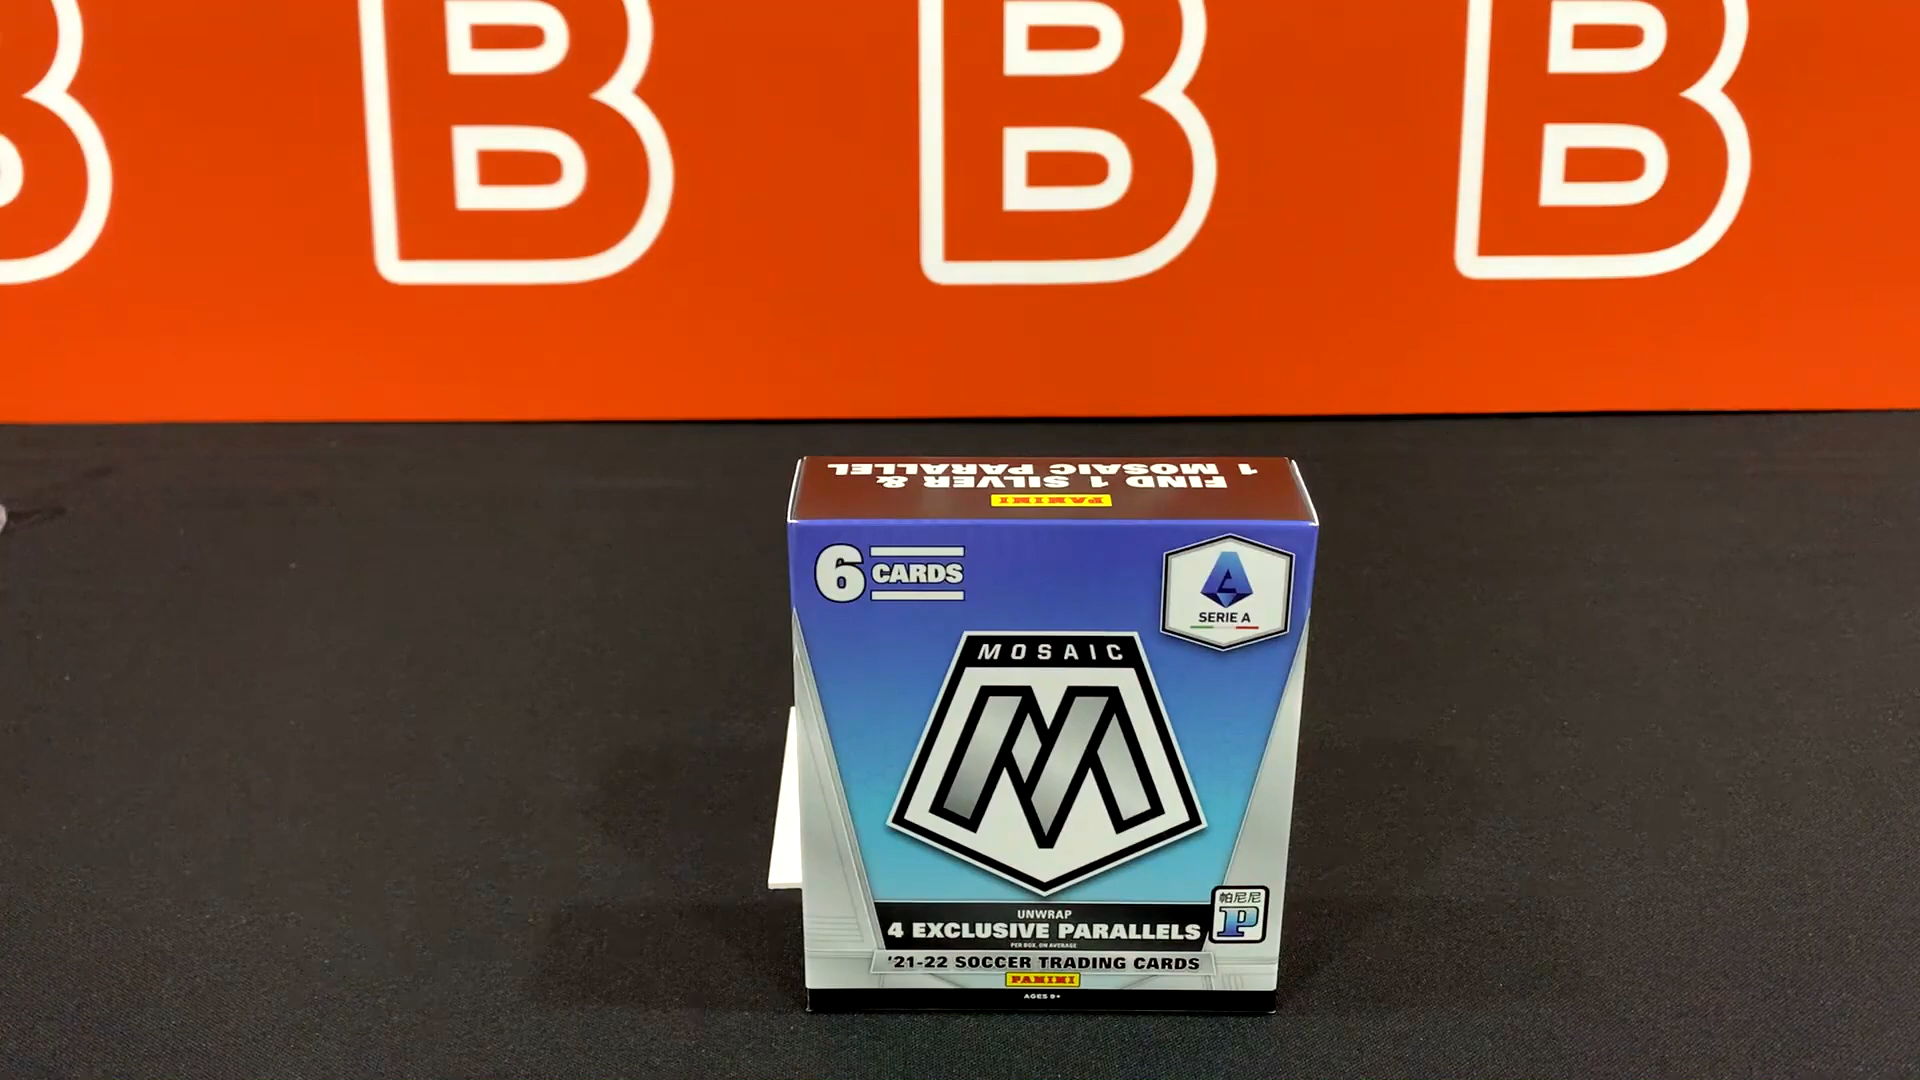 B B B B
1 MOSAIC PARALLEL
FIND 1 SILVER &
PANINI
6 CARDS
SERIE A
MOSAIC
M
UNWRAP
4 EXCLUSIVE PARALLELS
PER BOX, ON AVERAGE
帕尼尼
P
'21-22 SOCCER TRADING CARDS
PANINI
AGES 9+